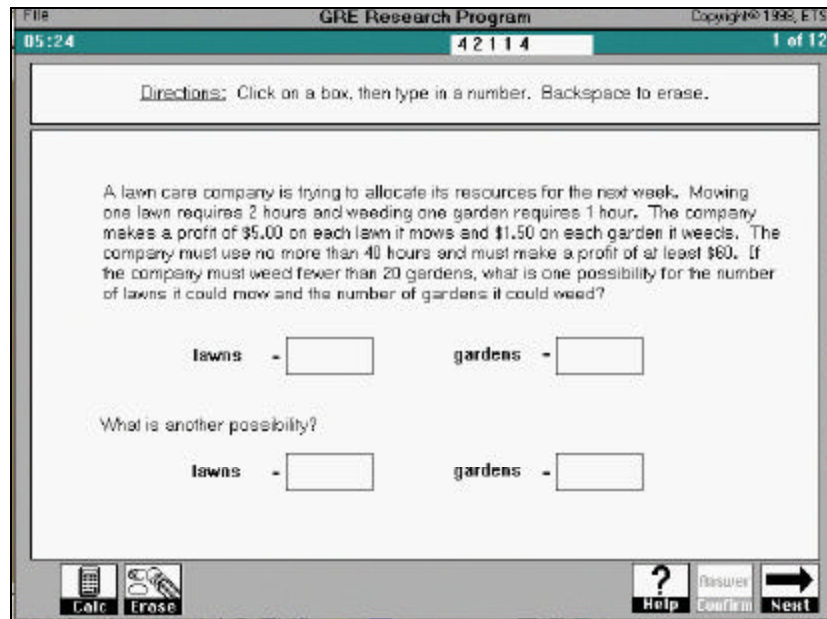 File GRE Research Program Copyright© 1998, ETS
05:24 42114 1 of 12
Directions: Click on a box, then type in a number. Backspace to erase.
A lawn care company is trying to allocate its resources for the next week. Mowing
one lawn requires 2 hours and weeding one garden requires 1 hour. The company
makes a profit of $5.00 on each lawn it mows and $1.50 on each garden it weeds. The
company must use no more than 40 hours and must make a profit of at least $60. If
the company must weed fewer than 20 gardens, what is one possibility for the number
of lawns it could mow and the number of gardens it could weed?
lawns = gardens =
What is another possibility?
lawns = gardens =
? Answer
Calc Erase Help Confirm Next